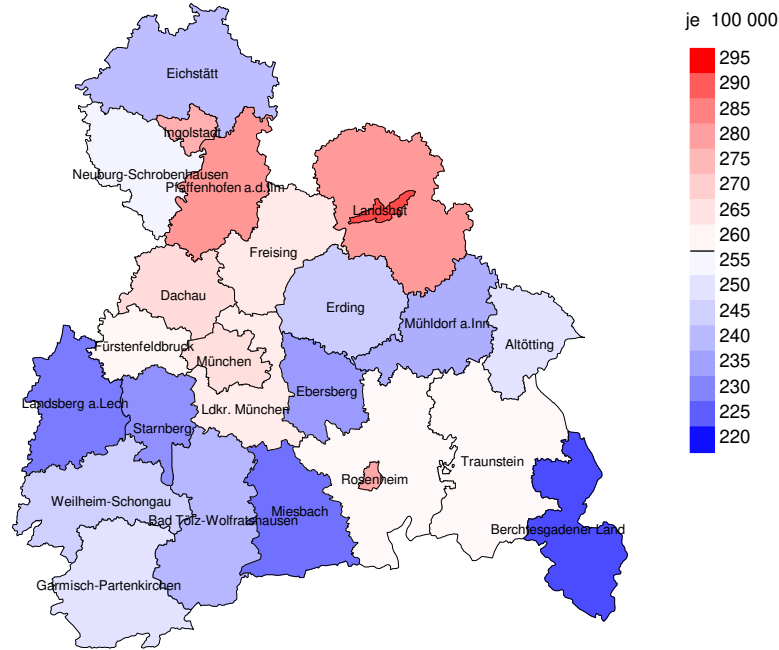 je 100 000
295
290
285
280
275
270
265
260
255
250
245
240
235
230
225
220
Eichstätt
Ingolstadt
Neuburg-Schrobenhausen
Pfaffenhofen a.d.Ilm
Landshut
Freising
Dachau
Erding
Mühldorf a.Inn
Altötting
Fürstenfeldbruck
München
Ebersberg
Landsberg a.Lech
Ldkr. München
Starnberg
Traunstein
Rosenheim
Weilheim-Schongau
Bad Tölz-Wolfratshausen
Miesbach
Berchtesgadener Land
Garmisch-Partenkirchen